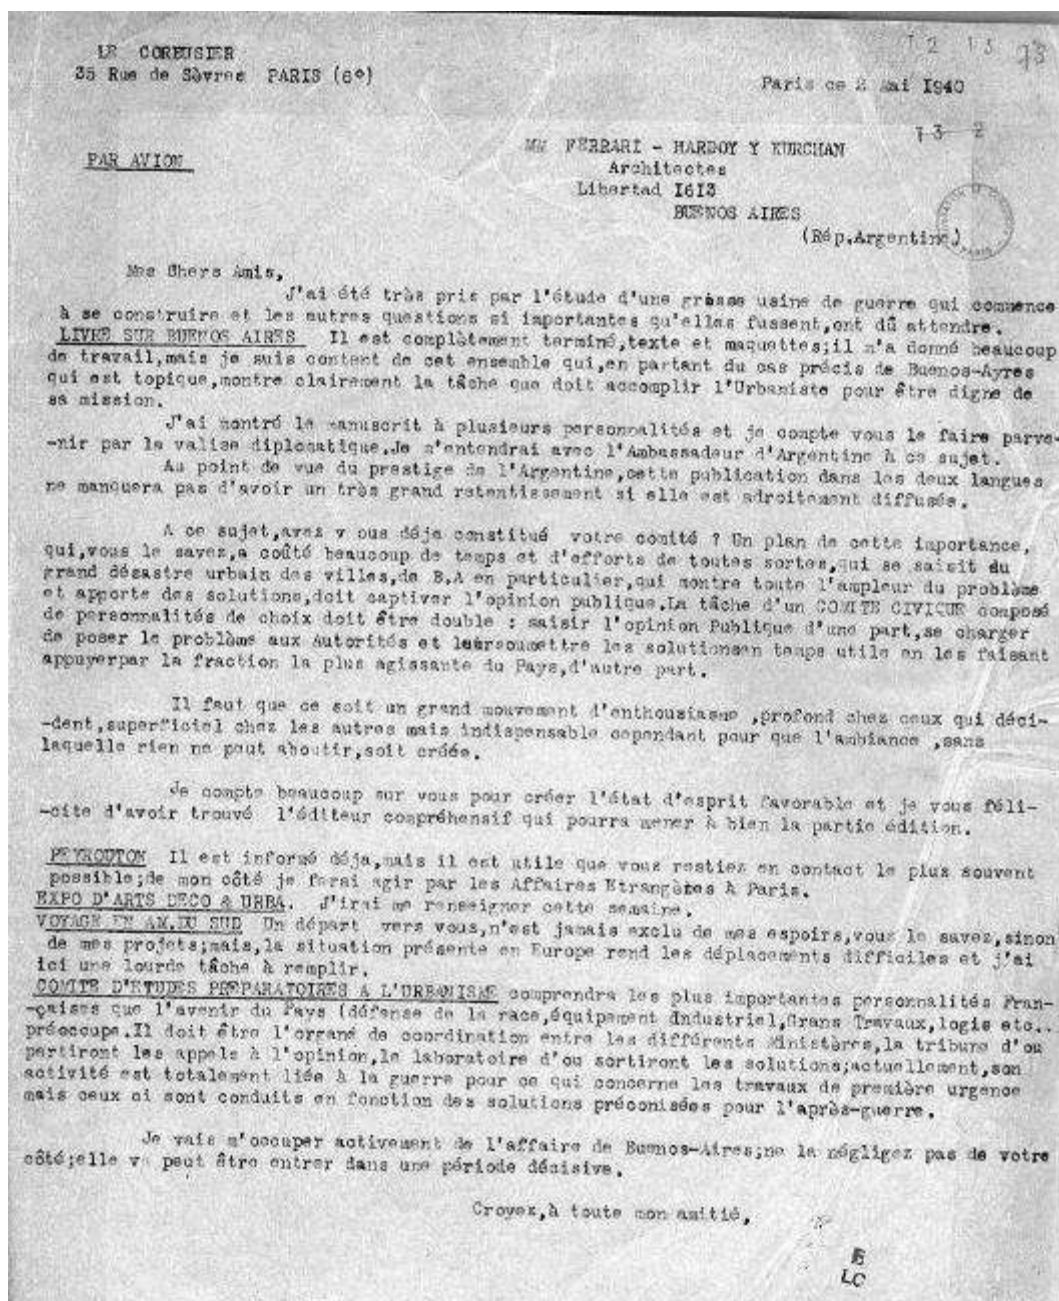 LE CORBUSIER
35 Rue de Sèvres PARIS (6º)
12 13 73
Paris ce 2 Mai I940
73 2
PAR AVION
MM FERRARI - HARDOY Y KURCHAN
Architectes
Libertad I6I3
BUENOS AIRES
(Rép.Argentine)
Mes Chers Amis,
J'ai été très pris par l'étude d'une grosse usine de guerre qui commence
à se construire et les autres questions si importantes qu'elles fussent,ont dû attendre.
LIVRE SUR BUENOS AIRES Il est complètement terminé,texte et maquettes;il m'a donné beaucoup
de travail,mais je suis content de cet ensemble qui,en partant du cas précis de Buenos-Ayres
qui est topique,montre clairement la tâche que doit accomplir l'Urbaniste pour être digne de
sa mission.
J'ai montré le manuscrit à plusieurs personnalités et je compte vous le faire parve-
-nir par la valise diplomatique.Je m'entendrai avec l'Ambassadeur d'Argentine à ce sujet.
Au point de vue du prestige de l'Argentine,cette publication dans les deux langues
ne manquera pas d'avoir un très grand retentissement si elle est adroitement diffusée.
A ce sujet,avez v ous déja constitué votre comité ? Un plan de cette importance,
qui,vous le savez,a coûté beaucoup de temps et d'efforts de toutes sortes,qui se saisit du
grand désastre urbain des villes,de B.A en particulier,qui montre toute l'ampleur du problème
et apporte des solutions,doit captiver l'opinion publique.La tâche d'un COMITE CIVIQUE composé
de personnalités de choix doit être double : saisir l'opinion Publique d'une part,se charger
de poser le problème aux Autorités et leursoumettre les solutionsen temps utile en les faisant
appuyerpar la fraction la plus agissante du Pays,d'autre part.
Il faut que ce soit un grand mouvement d'enthousiasme ,profond chez ceux qui déci-
-dent,superficiel chez les autres mais indispensable cependant pour que l'ambiance ,sans
laquelle rien ne peut aboutir,soit créée.
Je compte beaucoup sur vous pour créer l'état d'esprit favorable et je vous féli-
-cite d'avoir trouvé l'éditeur compréhensif qui pourra mener à bien la partie édition.
PEYROUTON Il est informé déja,mais il est utile que vous restiez en contact le plus souvent
possible;de mon côté je ferai agir par les Affaires Etrangères à Paris.
EXPO D'ARTS DECO & URBA. J'irai me renseigner cette semaine.
VOYAGE EN AM.DU SUD Un départ vers vous,n'est jamais exclu de mes espoirs,vous le savez,sinon
de mes projets;mais,la situation présente en Europe rend les déplacements difficiles et j'ai
ici une lourde tâche à remplir.
COMITE D'ETUDES PREPARATOIRES A L'URBANISME comprendra les plus importantes personnalités Fran-
-çaises que l'avenir du Pays (défense de la race,équipement industriel,Grans Travaux,logis etc..
préoccupe.Il doit être l'organe de coordination entre les différents Ministères,la tribune d'ou
partiront les appels à l'opinion,le laboratoire d'ou sortiront les solutions;actuellement,son
activité est totalement liée à la guerre pour ce qui concerne les travaux de première urgence
mais ceux ci sont conduits en fonction des solutions préconisées pour l'après-guerre.
Je vais m'occuper activement de l'affaire de Buenos-Aires;ne la négligez pas de votre
côté;elle va peut être entrer dans une période décisive.
Croyez,à toute mon amitié,
LC